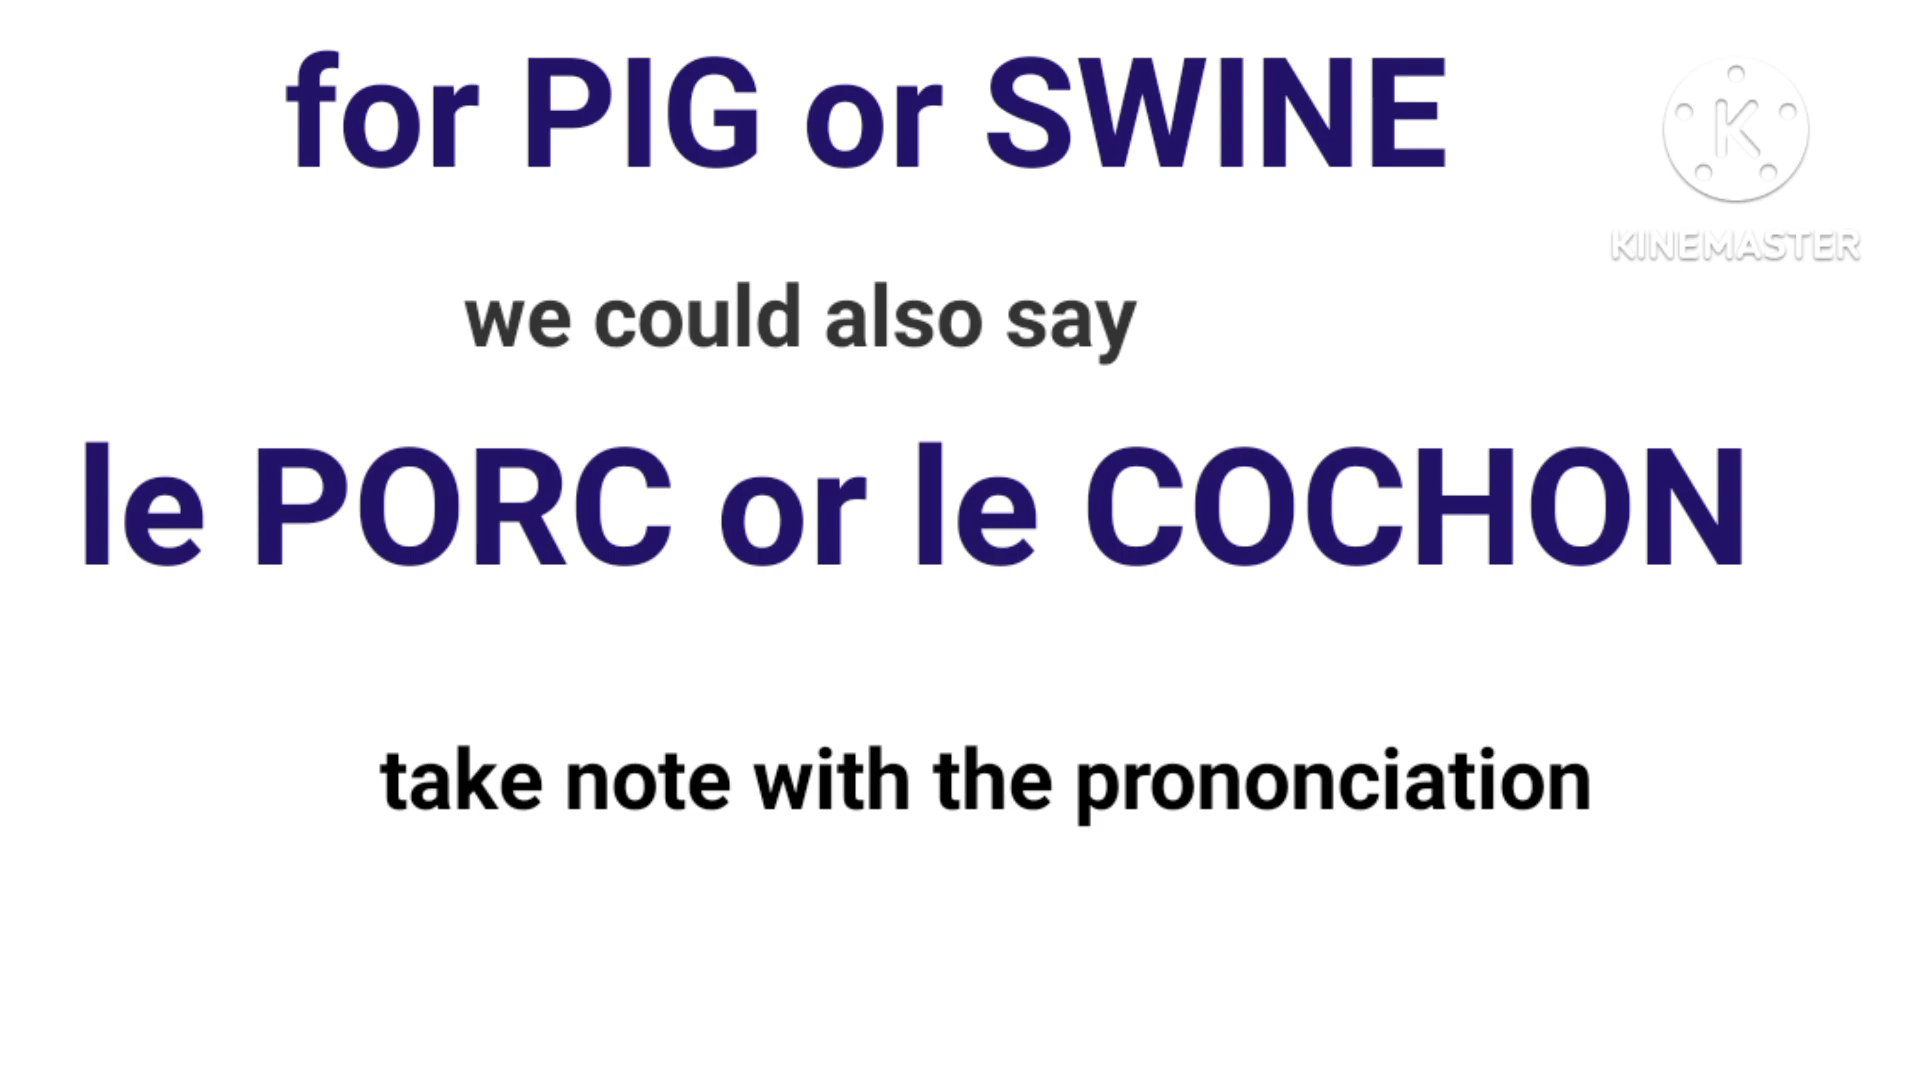 for PIG or SWINE
K
KINEMASTER
we could also say
le PORC or le COCHON
take note with the prononciation